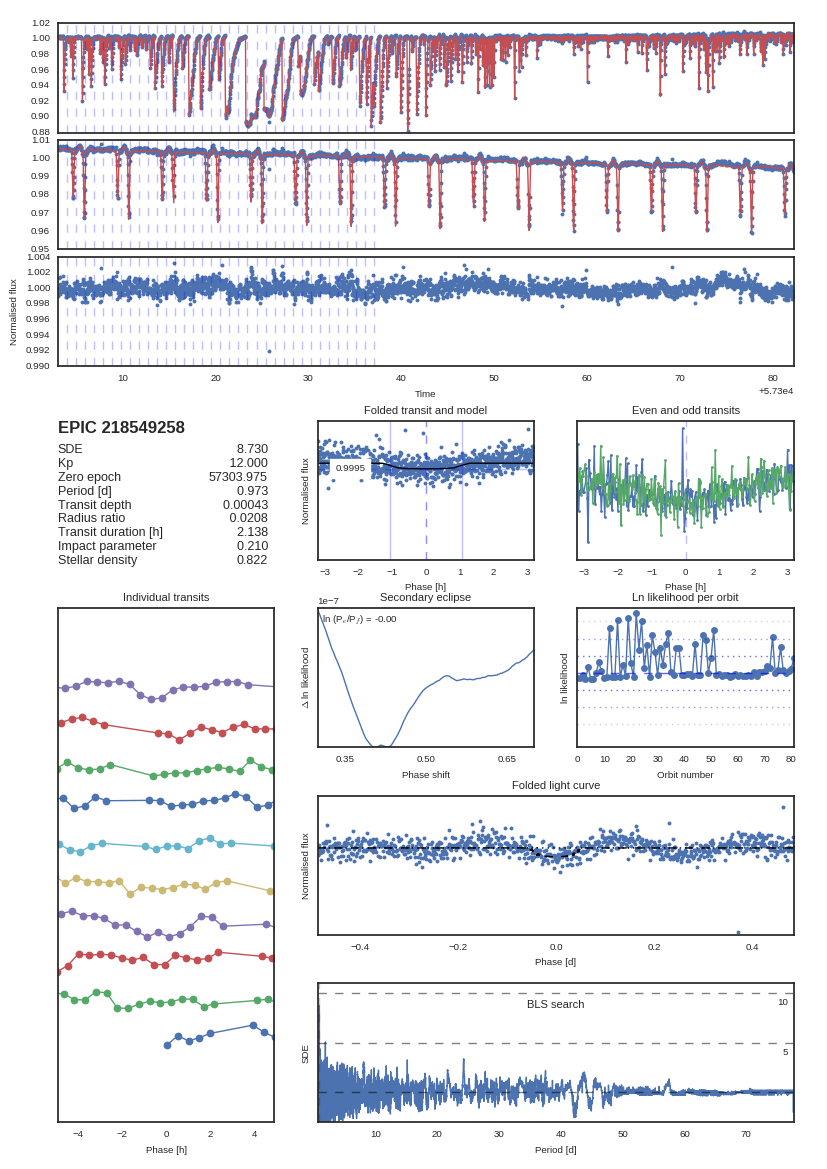 1.02
1.00
0.98
0.96
0.94
0.92
0.90
0.88
1.01
1.00
0.99
0.98
0.97
0.96
0.95
1.004
1.002
1.000
0.998
0.996
0.994
0.992
0.990
Normalised flux
10 20 30 40 50 60 70 80
Time
+5.73e4
EPIC 218549258
SDE 8.730
Kp 12.000
Zero epoch 57303.975
Period [d] 0.973
Transit depth 0.00043
Radius ratio 0.0208
Transit duration [h] 2.138
Impact parameter 0.210
Stellar density 0.822
Folded transit and model
Normalised flux
0.9995
−3 −2 −1 0 1 2 3
Phase [h]
Even and odd transits
−3 −2 −1 0 1 2 3
Phase [h]
Individual transits
−4 −2 0 2 4
Phase [h]
Secondary eclipse
1e−7
Δ ln likelihood
0.35 0.50 0.65
Phase shift
Ln likelihood per orbit
ln likelihood
0 10 20 30 40 50 60 70 80
Orbit number
Folded light curve
Normalised flux
−0.4 −0.2 0.0 0.2 0.4
Phase [d]
BLS search
10
5
SDE
10 20 30 40 50 60 70
Period [d]